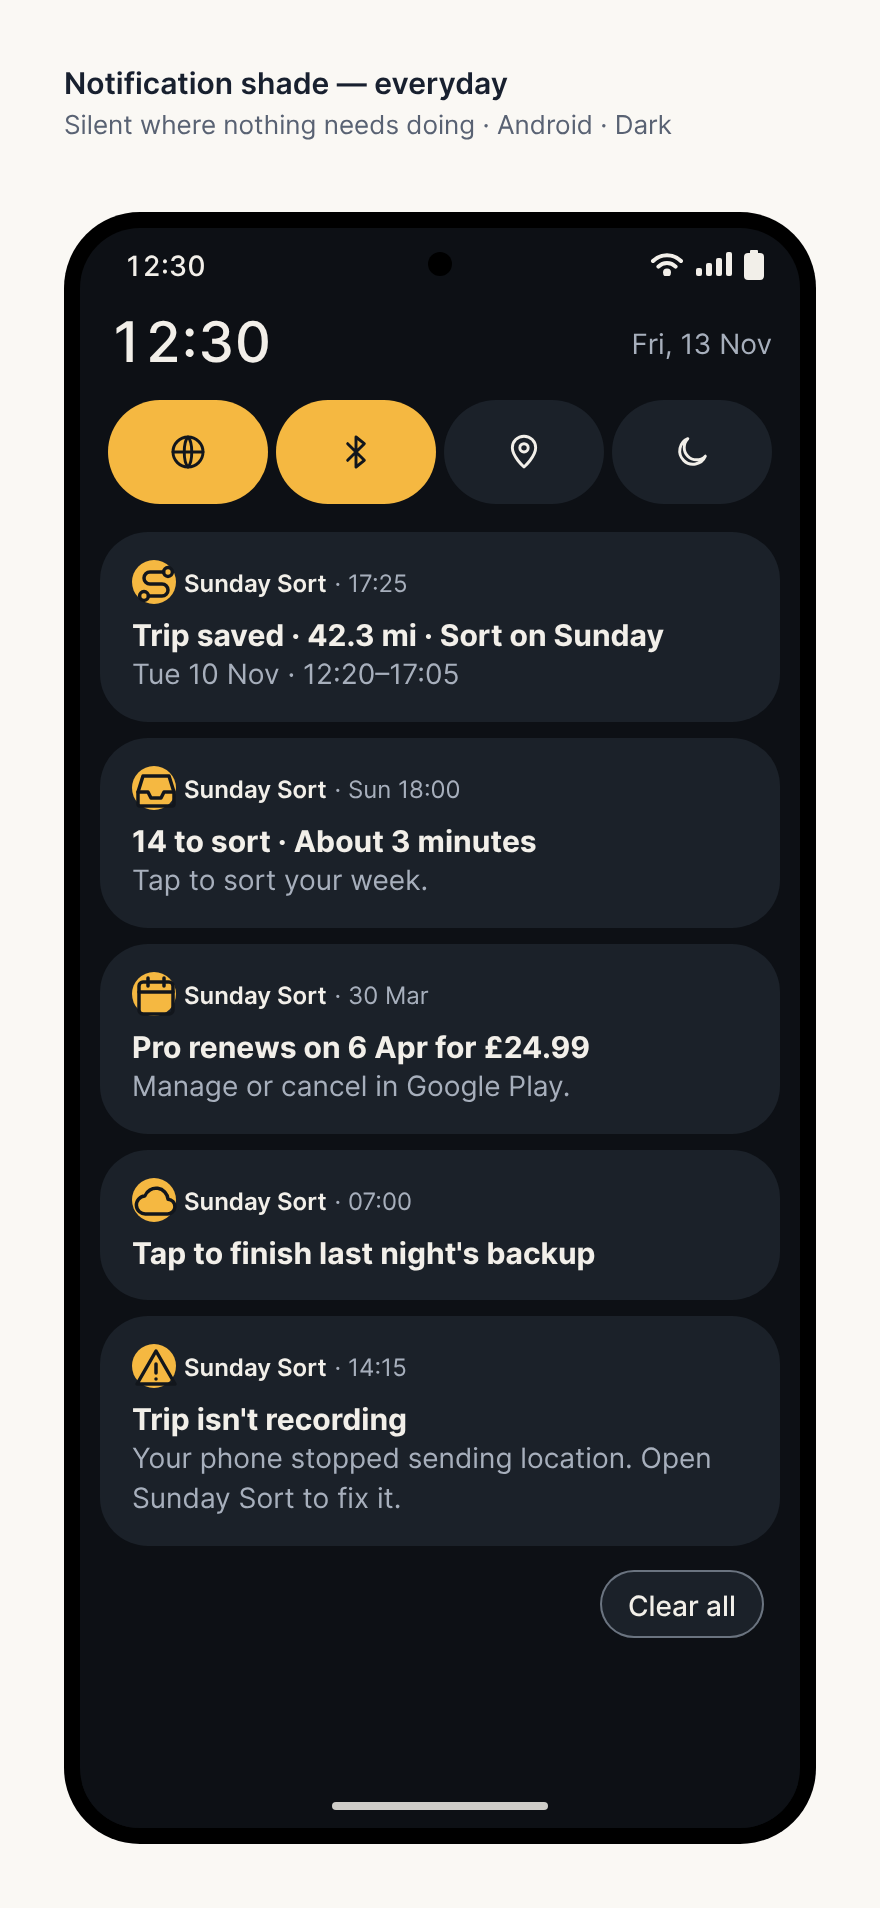 Notification shade — everyday
Silent where nothing needs doing · Android · Dark
12:30
12:30
Fri, 13 Nov
Sunday Sort · 17:25
Trip saved · 42.3 mi · Sort on Sunday
Tue 10 Nov · 12:20–17:05
Sunday Sort · Sun 18:00
14 to sort · About 3 minutes
Tap to sort your week.
Sunday Sort · 30 Mar
Pro renews on 6 Apr for £24.99
Manage or cancel in Google Play.
Sunday Sort · 07:00
Tap to finish last night's backup
Sunday Sort · 14:15
Trip isn't recording
Your phone stopped sending location. Open
Sunday Sort to fix it.
Clear all